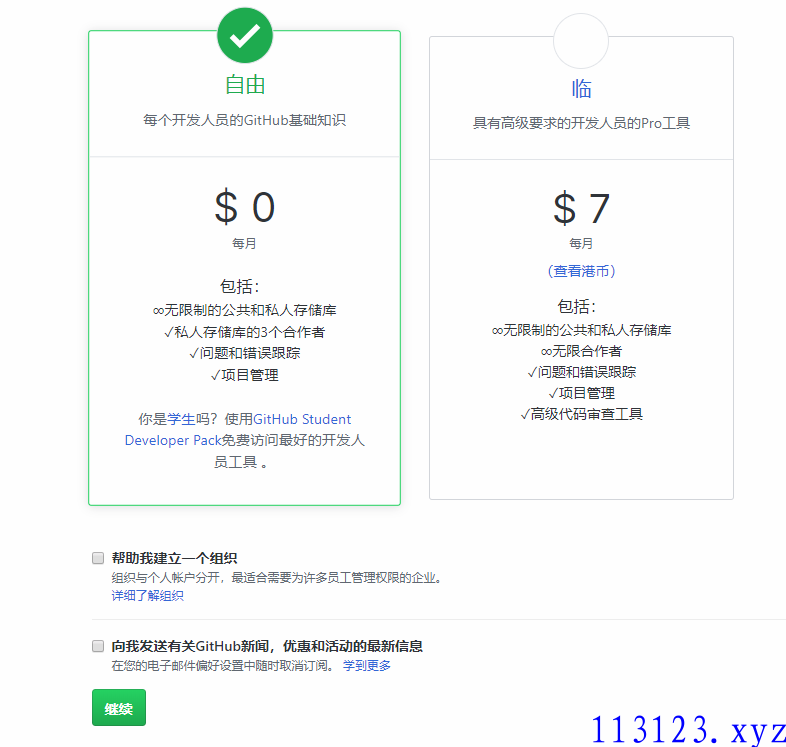 自由
每个开发人员的GitHub基础知识
$ 0
每月
包括：
∞无限制的公共和私人存储库
✓私人存储库的3个合作者
✓问题和错误跟踪
✓项目管理
你是学生吗？使用GitHub Student
Developer Pack免费访问最好的开发人
员工具 。
临
具有高级要求的开发人员的Pro工具
$ 7
每月
（查看港币）
包括：
∞无限制的公共和私人存储库
∞无限合作者
✓问题和错误跟踪
✓项目管理
✓高级代码审查工具
帮助我建立一个组织
组织与个人帐户分开，最适合需要为许多员工管理权限的企业。
详细了解组织
向我发送有关GitHub新闻，优惠和活动的最新信息
在您的电子邮件偏好设置中随时取消订阅。 学到更多
继续
113123.xyz